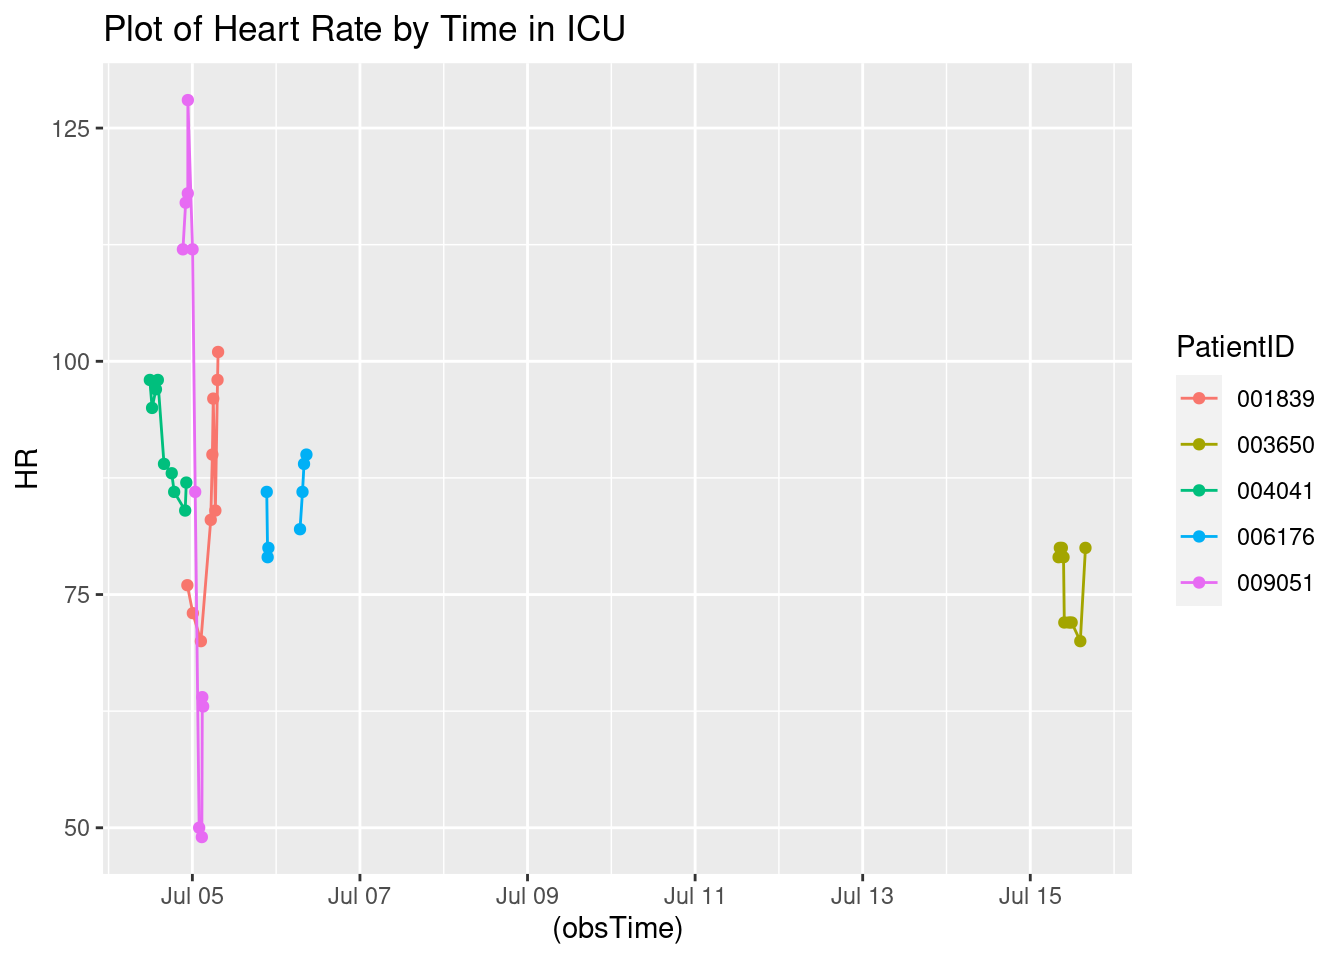 Plot of Heart Rate by Time in ICU
125
100
75
50
HR
Jul 05 Jul 07 Jul 09 Jul 11 Jul 13 Jul 15
(obsTime)
PatientID
001839
003650
004041
006176
009051